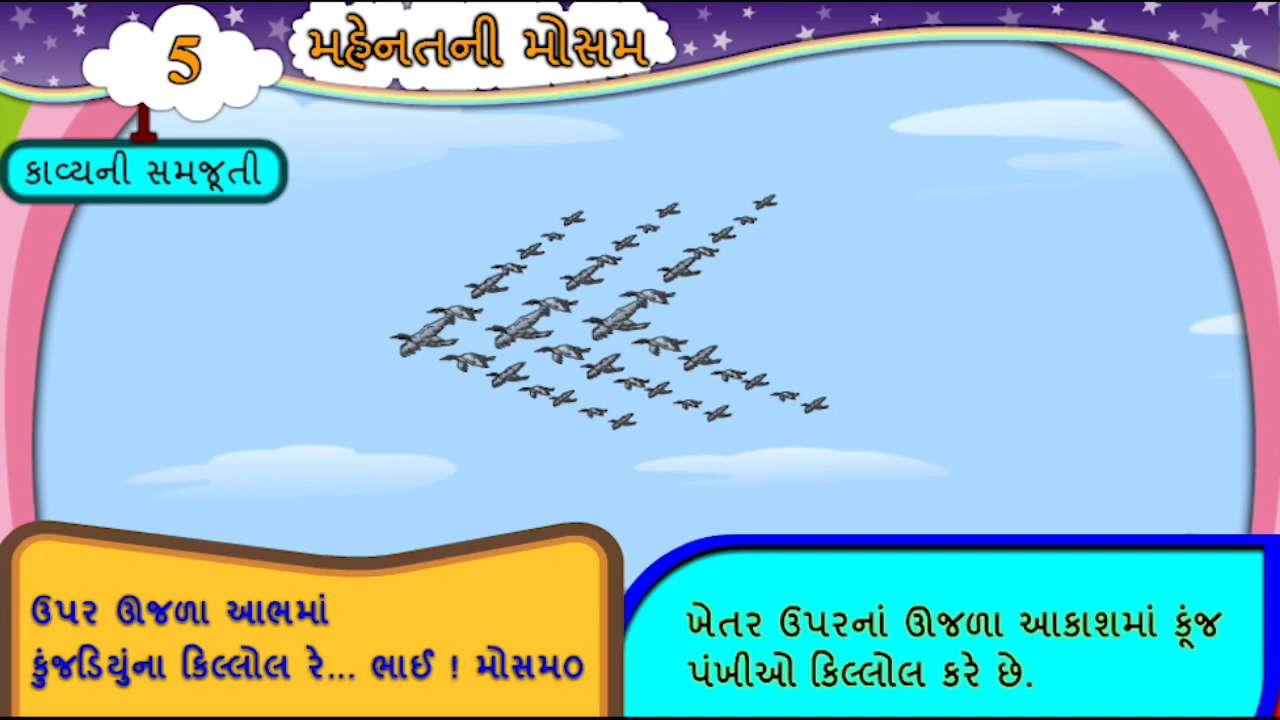 5
મહેનતની મોસમ
કાવ્યની સમજૂતી
ઉપર ઊજળા આભમાં
કુંજડિયુંના કિલ્લોલ રે... ભાઈ ! મોસમ૦
ખેતર ઉપરનાં ઊજળા આકાશમાં કૂંજ
પંખીઓ કિલ્લોલ કરે છે.